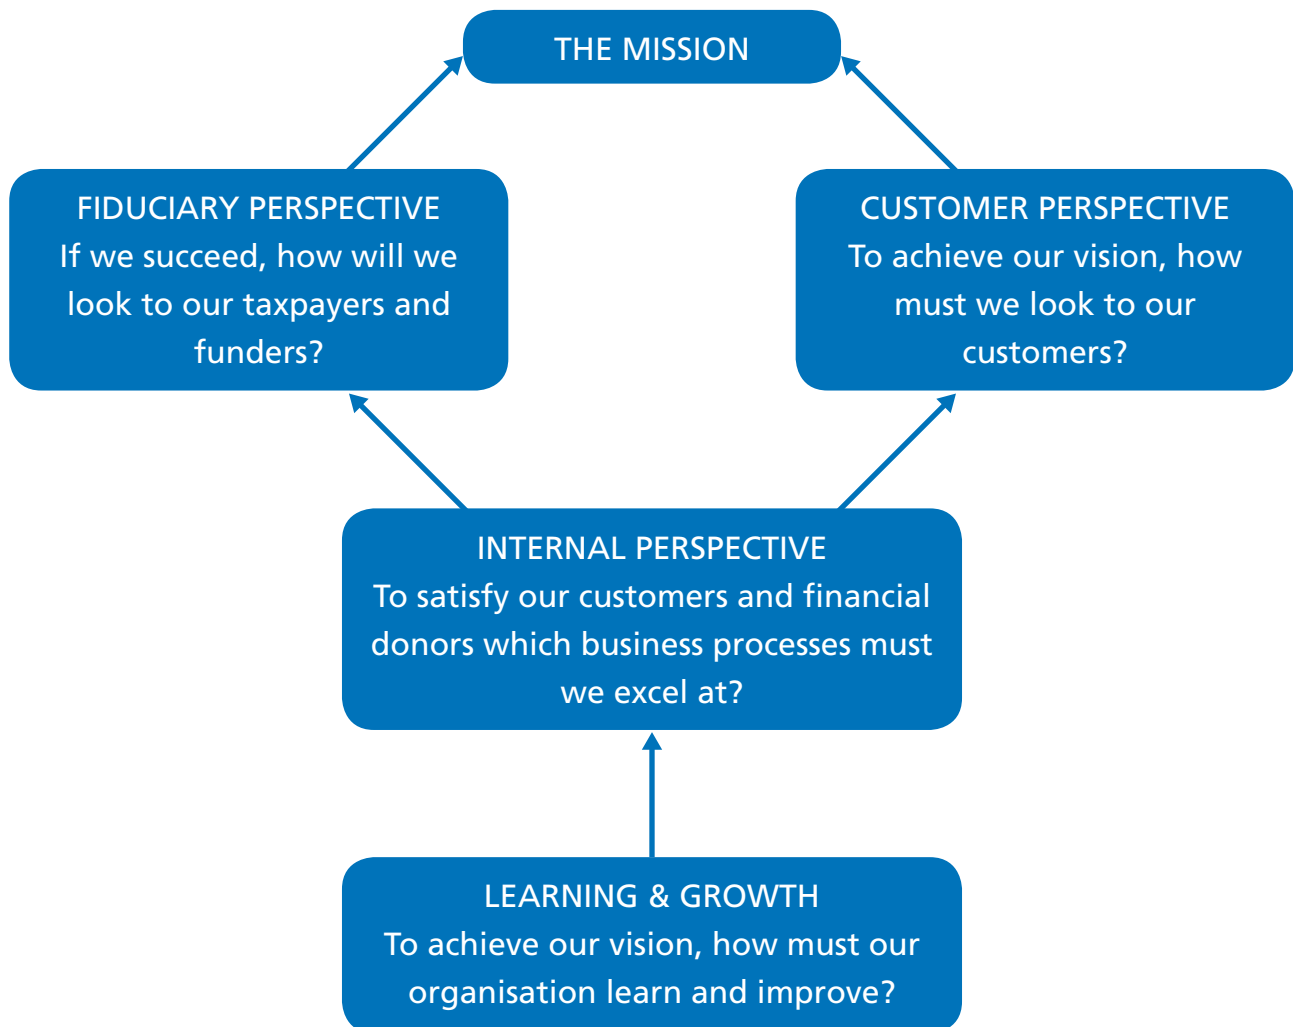 THE MISSION
FIDUCIARY PERSPECTIVE
If we succeed, how will we
look to our taxpayers and
funders?
CUSTOMER PERSPECTIVE
To achieve our vision, how
must we look to our
customers?
INTERNAL PERSPECTIVE
To satisfy our customers and financial
donors which business processes must
we excel at?
LEARNING & GROWTH
To achieve our vision, how must our
organisation learn and improve?